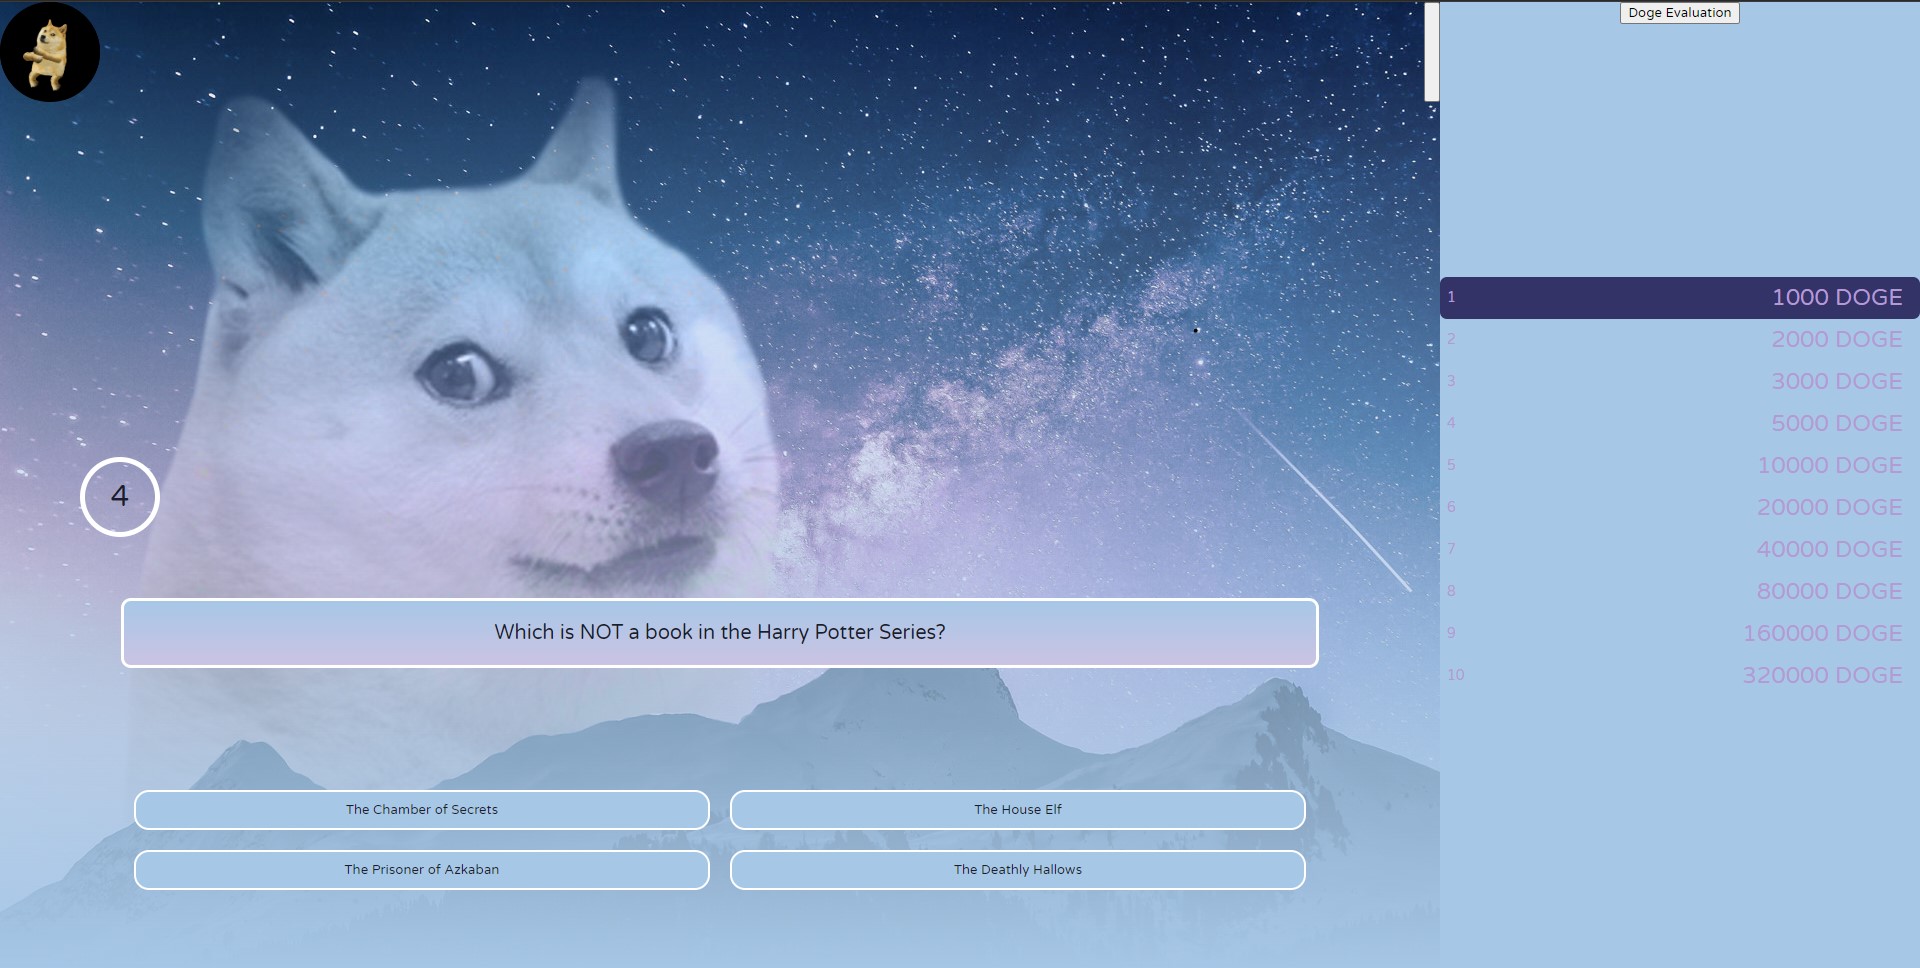 Doge Evaluation
4
Which is NOT a book in the Harry Potter Series?
The Chamber of Secrets
The House Elf
The Prisoner of Azkaban
The Deathly Hallows
1 1000 DOGE
2 2000 DOGE
3 3000 DOGE
4 5000 DOGE
5 10000 DOGE
6 20000 DOGE
7 40000 DOGE
8 80000 DOGE
9 160000 DOGE
10 320000 DOGE